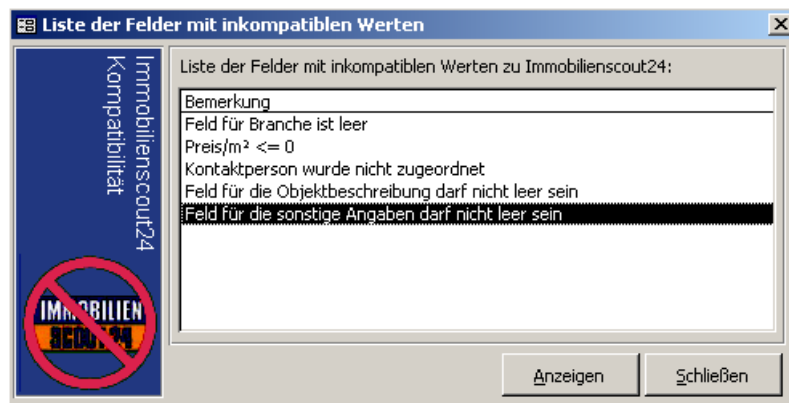 Liste der Felder mit inkompatiblen Werten
Immobilienscout24
Kompatibilität
IMMOBILIEN
SCOUT24
Liste der Felder mit inkompatiblen Werten zu Immobilienscout24:
Bemerkung
Feld für Branche ist leer
Preis/m² <= 0
Kontaktperson wurde nicht zugeordnet
Feld für die Objektbeschreibung darf nicht leer sein
Feld für die sonstige Angaben darf nicht leer sein
Anzeigen
Schließen